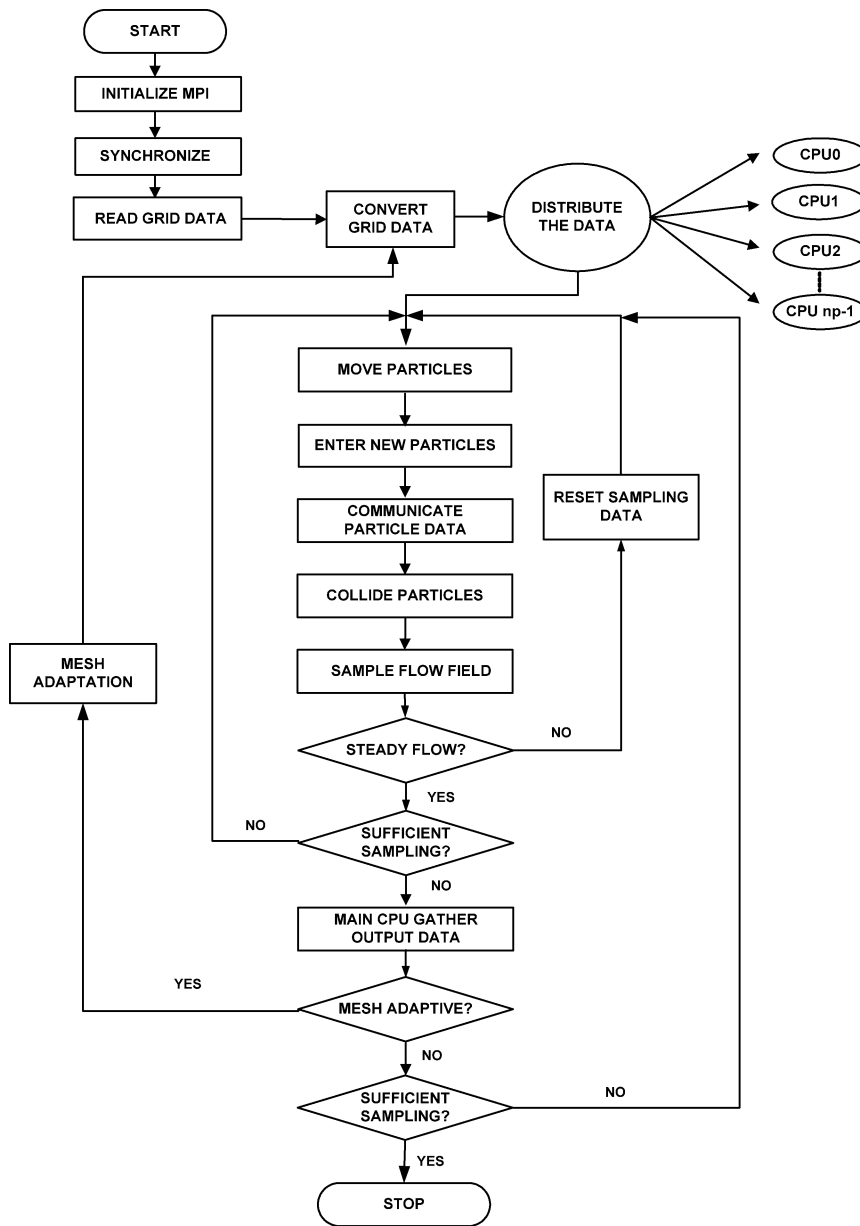 START
INITIALIZE MPI
SYNCHRONIZE
READ GRID DATA
CONVERT
GRID DATA
DISTRIBUTE
THE DATA
CPU0
CPU1
CPU2
CPU np-1
MOVE PARTICLES
ENTER NEW PARTICLES
COMMUNICATE
PARTICLE DATA
RESET SAMPLING
DATA
COLLIDE PARTICLES
MESH
ADAPTATION
SAMPLE FLOW FIELD
STEADY FLOW?
NO
YES
NO
SUFFICIENT
SAMPLING?
NO
MAIN CPU GATHER
OUTPUT DATA
YES
MESH ADAPTIVE?
NO
SUFFICIENT
SAMPLING?
NO
YES
STOP